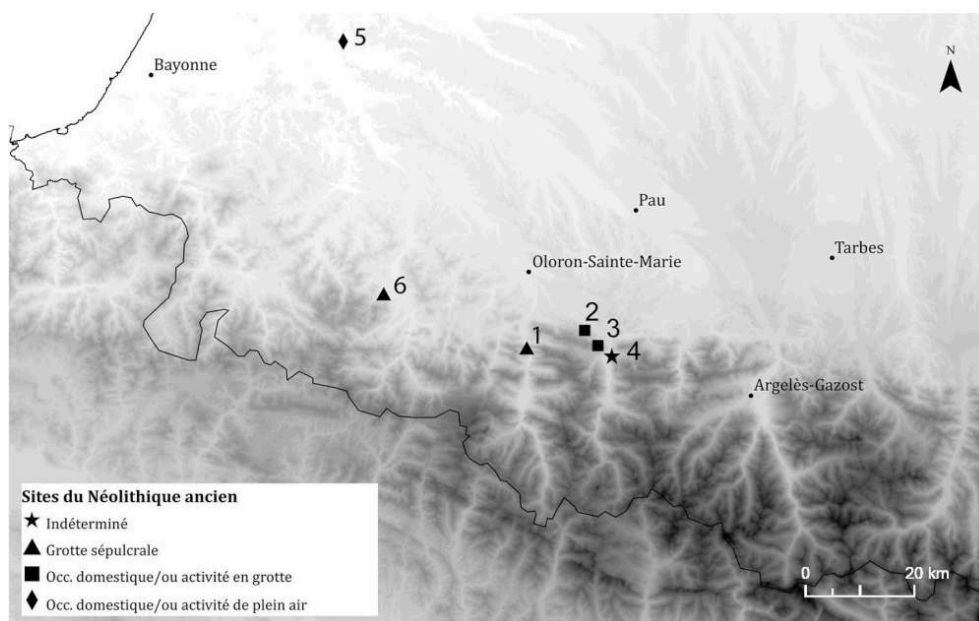 5
Bayonne
N
Pau
Oloron-Sainte-Marie
Tarbes
6
2
3
1
4
Argelès-Gazost
Sites du Néolithique ancien
Indéterminé
Grotte sépulcrale
Occ. domestique/ou activité en grotte
Occ. domestique/ou activité de plein air
0 20 km